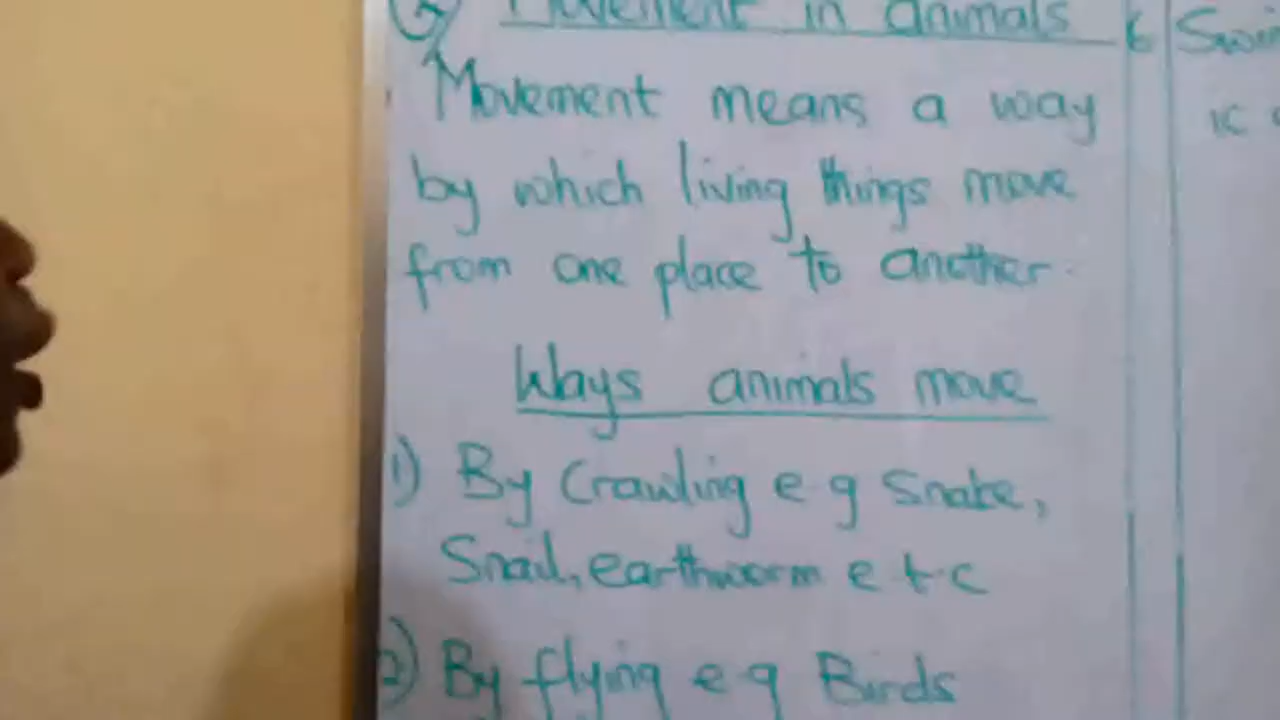 Movement in animals
Movement means a way
by which living things move
from one place to another.
Ways animals move
1) By Crawling e g Snake,
Snail, earthworm e t c
2) By flying e g Birds